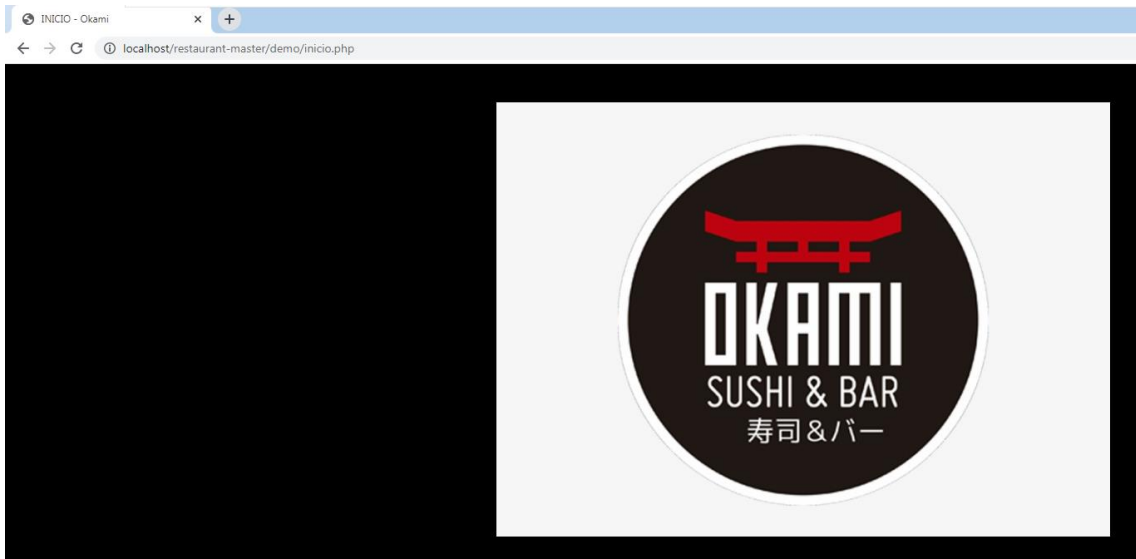 INICIO - Okami
localhost/restaurant-master/demo/inicio.php
OKAMI
SUSHI & BAR
寿司&バー